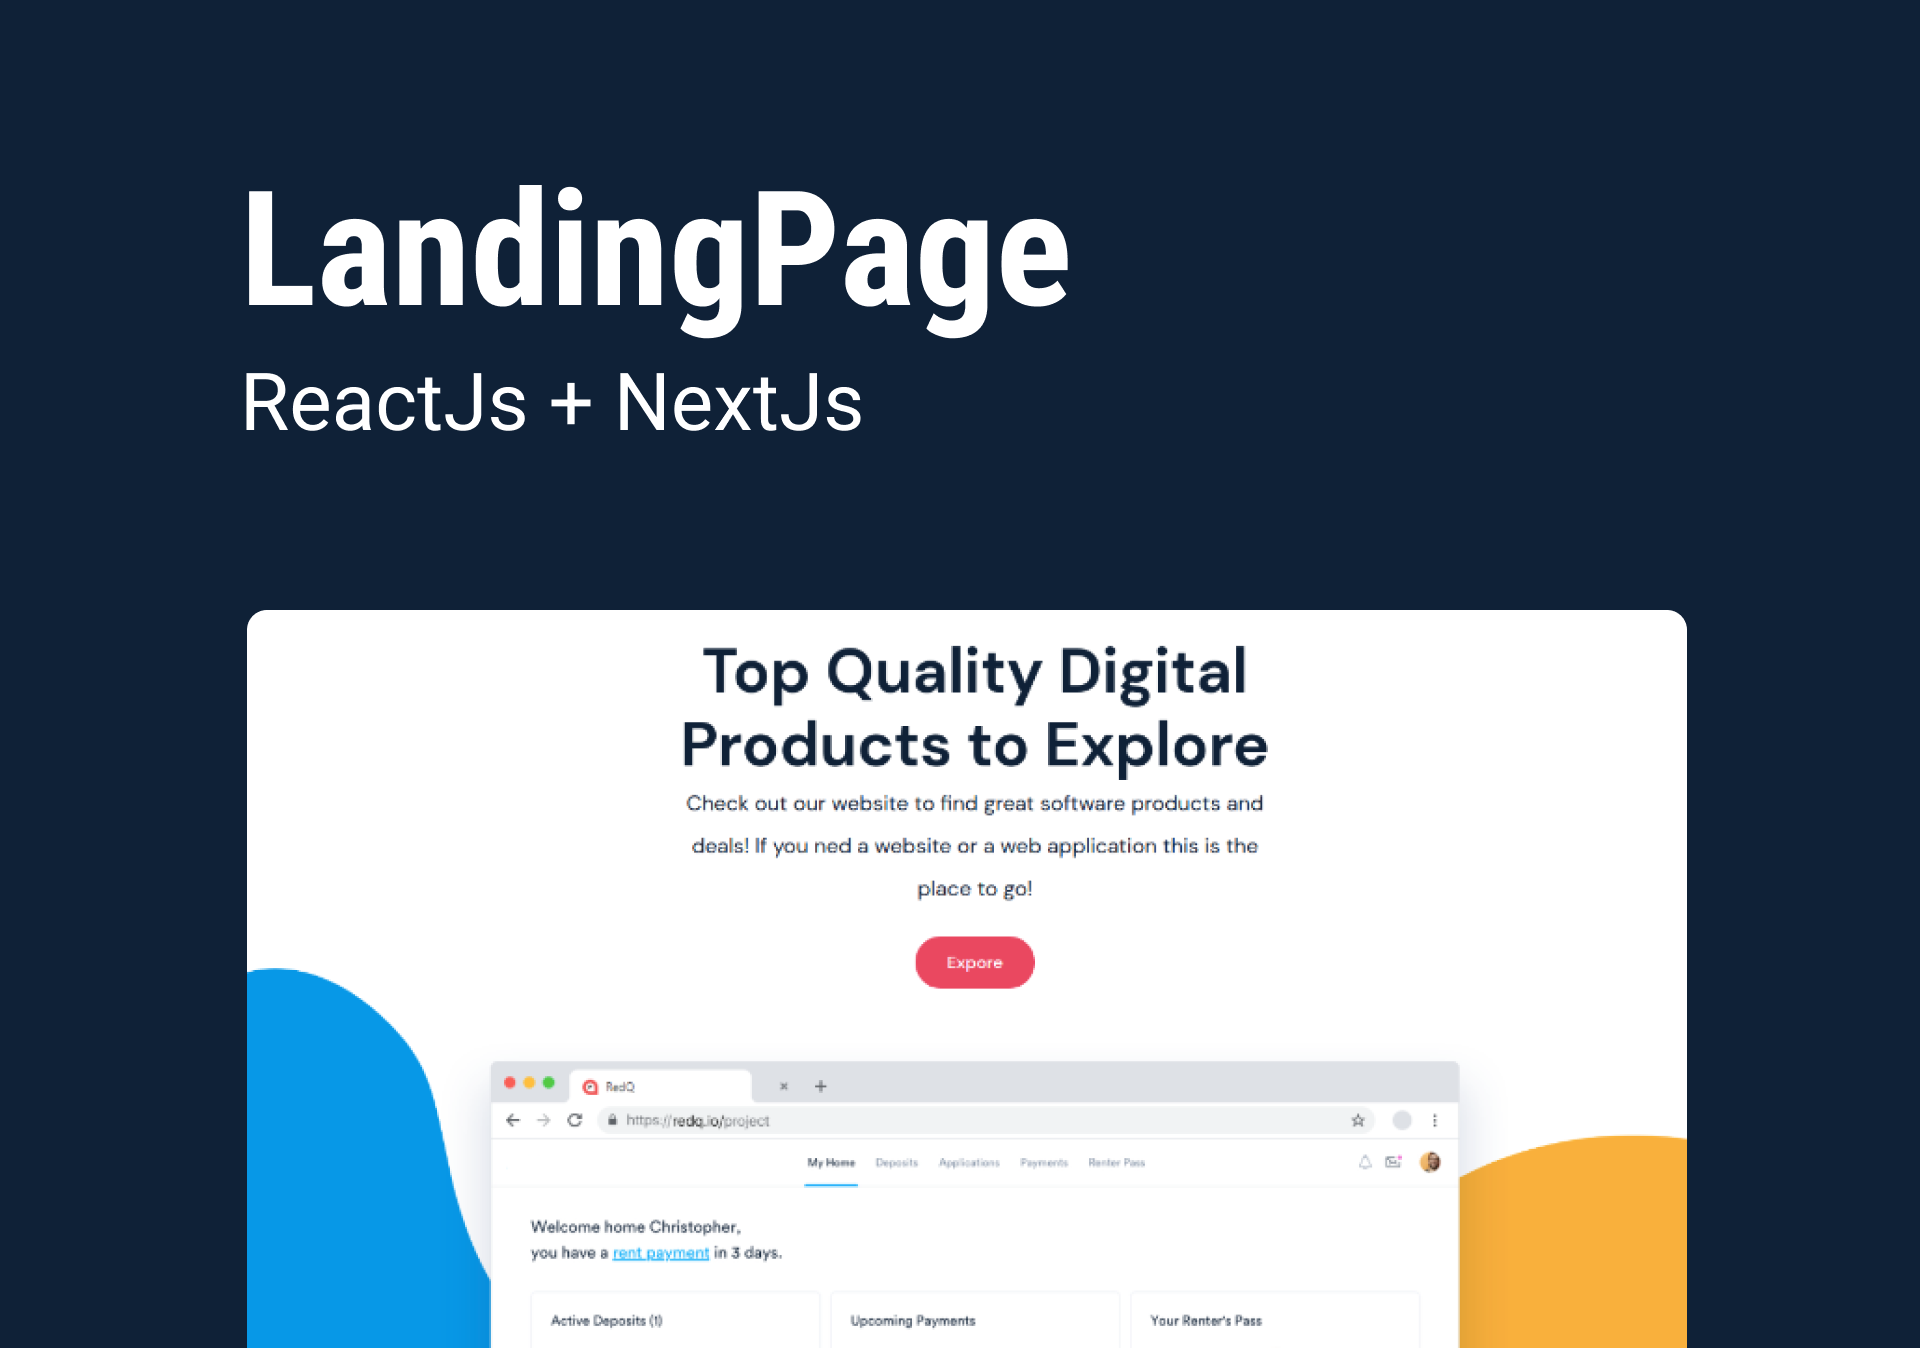 LandingPage
ReactJs + NextJs
Top Quality Digital
Products to Explore
Check out our website to find great software products and
deals! If you ned a website or a web application this is the
place to go!
Expore
RedQ
https://redq.io/project
My Home Deposits Applications Payments Renter Pass
Welcome home Christopher,
you have a rent payment in 3 days.
Active Deposits (1) Upcoming Payments Your Renter's Pass